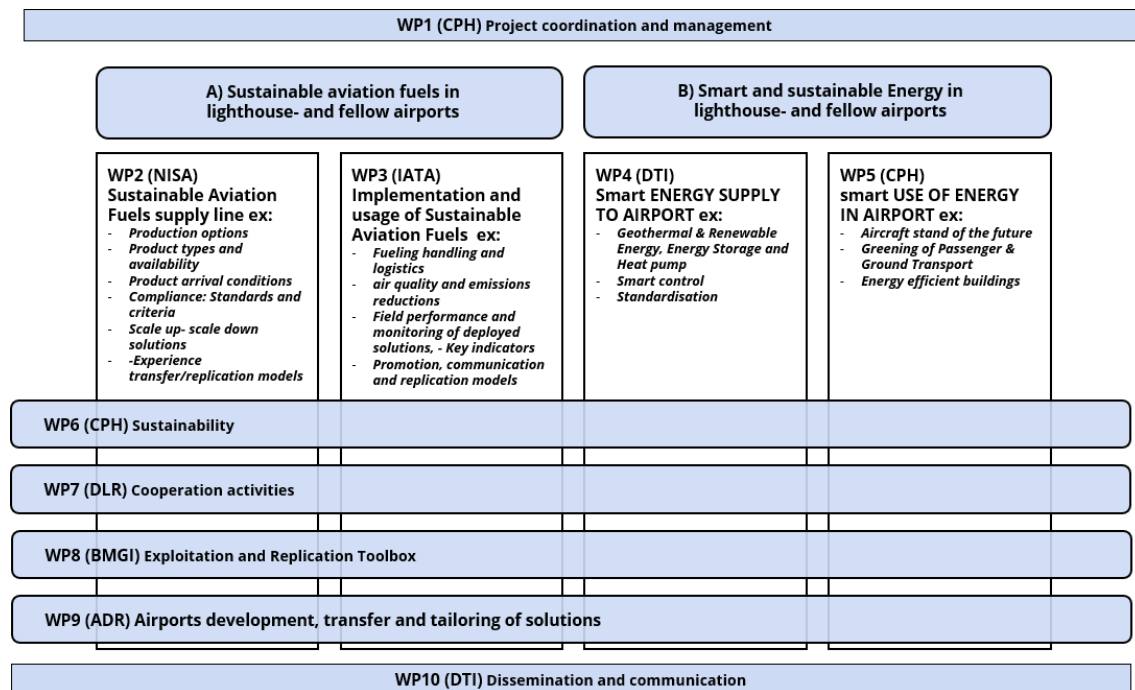 WP1 (CPH) Project coordination and management
A) Sustainable aviation fuels in
lighthouse- and fellow airports
B) Smart and sustainable Energy in
lighthouse- and fellow airports
WP2 (NISA)
Sustainable Aviation
Fuels supply line ex:
- Production options
- Product types and
availability
- Product arrival conditions
- Compliance: Standards and
criteria
- Scale up- scale down
solutions
- -Experience
transfer/replication models
WP3 (IATA)
Implementation and
usage of Sustainable
Aviation Fuels ex:
- Fueling handling and
logistics
- air quality and emissions
reductions
- Field performance and
monitoring of deployed
solutions, - Key indicators
- Promotion, communication
and replication models
WP4 (DTI)
Smart ENERGY SUPPLY
TO AIRPORT ex:
- Geothermal & Renewable
Energy, Energy Storage and
Heat pump
- Smart control
- Standardisation
WP5 (CPH)
smart USE OF ENERGY
IN AIRPORT ex:
- Aircraft stand of the future
- Greening of Passenger &
Ground Transport
- Energy efficient buildings
WP6 (CPH) Sustainability
WP7 (DLR) Cooperation activities
WP8 (BMGI) Exploitation and Replication Toolbox
WP9 (ADR) Airports development, transfer and tailoring of solutions
WP10 (DTI) Dissemination and communication